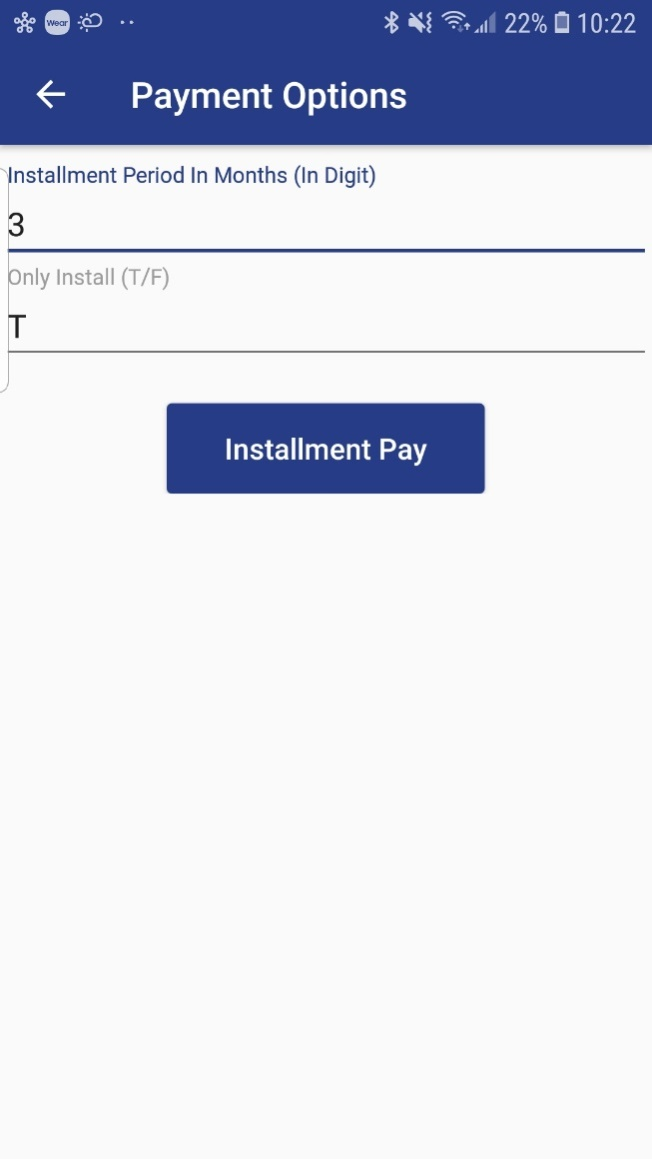 Wear
22% 10:22
Payment Options
Installment Period In Months (In Digit)
3
Only Install (T/F)
T
Installment Pay